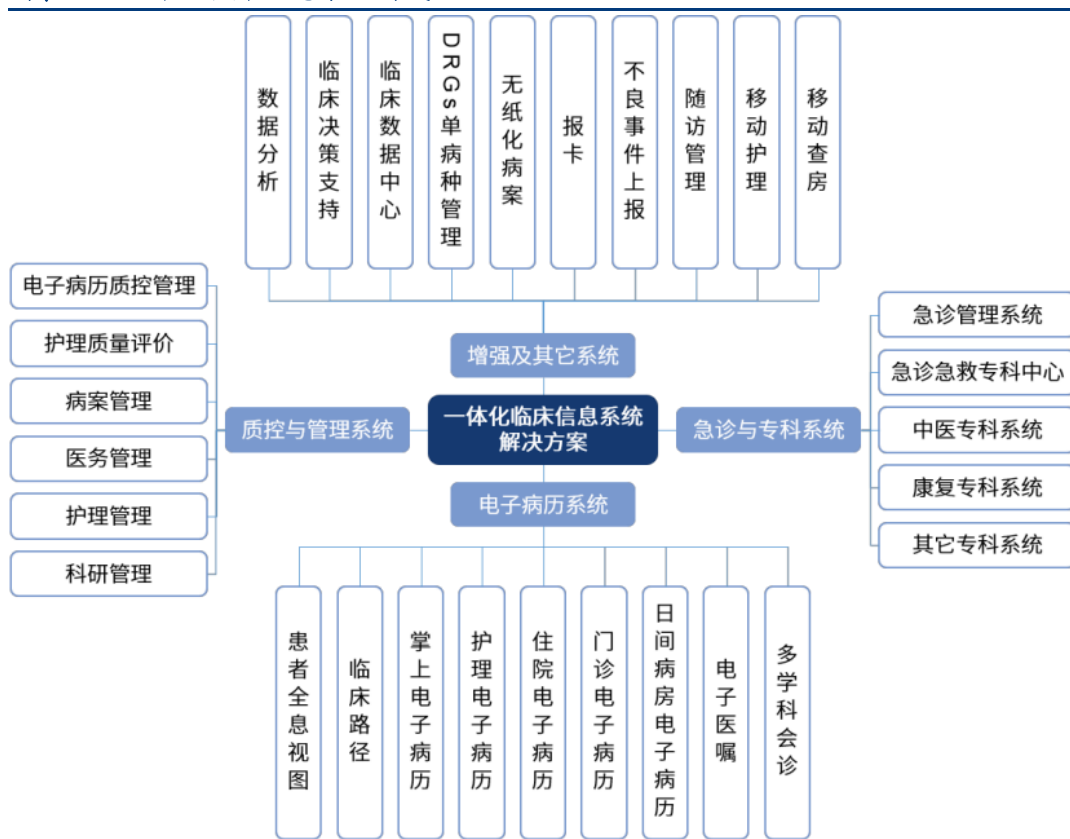 数据分析
临床决策支持
临床数据中心
DRGs单病种管理
无纸化病案
报卡
不良事件上报
随访管理
移动护理
移动查房
电子病历质控管理
护理质量评价
病案管理
医务管理
护理管理
科研管理
增强及其它系统
质控与管理系统
一体化临床信息系统
解决方案
急诊与专科系统
电子病历系统
急诊管理系统
急诊急救专科中心
中医专科系统
康复专科系统
其它专科系统
患者全息视图
临床路径
掌上电子病历
护理电子病历
住院电子病历
门诊电子病历
日间病房电子病历
电子医嘱
多学科会诊